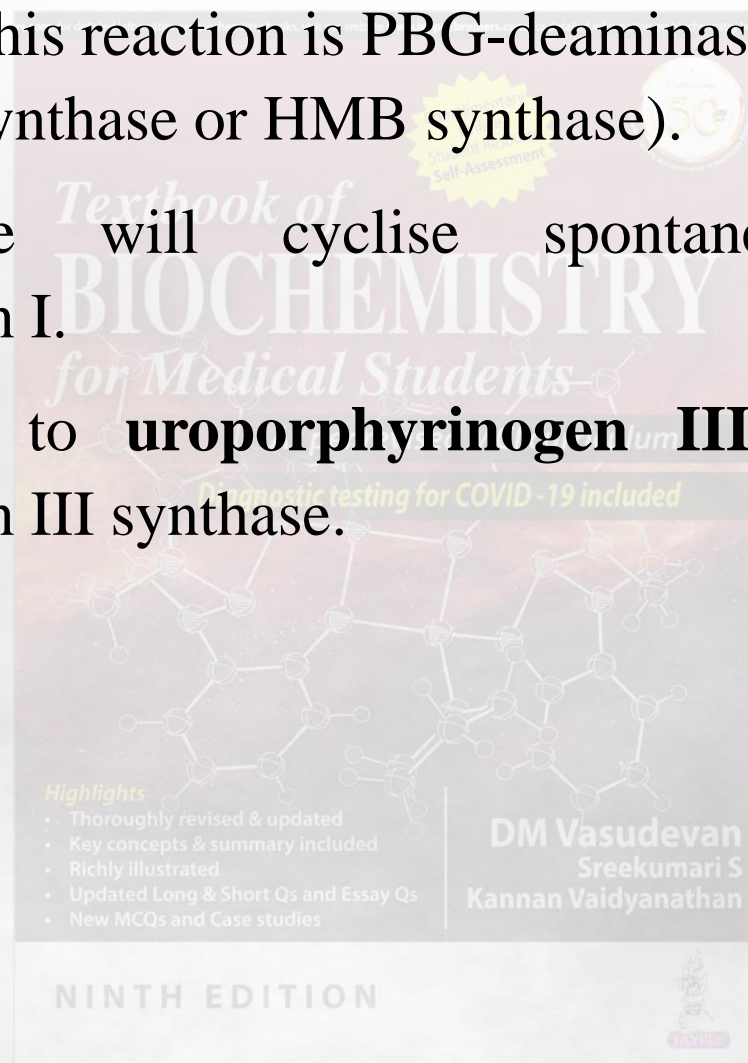 his reaction is PBG-deaminas
ynthase or HMB synthase).
e will cyclise spontan
n I.
to uroporphyrinogen III
n III synthase.
Self-Assessment
Textbook of
BIOCHEMISTRY
for Medical Students
Diagnostic testing for COVID -19 included
Highlights
• Thoroughly revised & updated
• Key concepts & summary included
• Richly illustrated
• Updated Long & Short Qs and Essay Qs
• New MCQs and Case studies
DM Vasudevan
Sreekumari S
Kannan Vaidyanathan
NINTH EDITION
JAYPEE